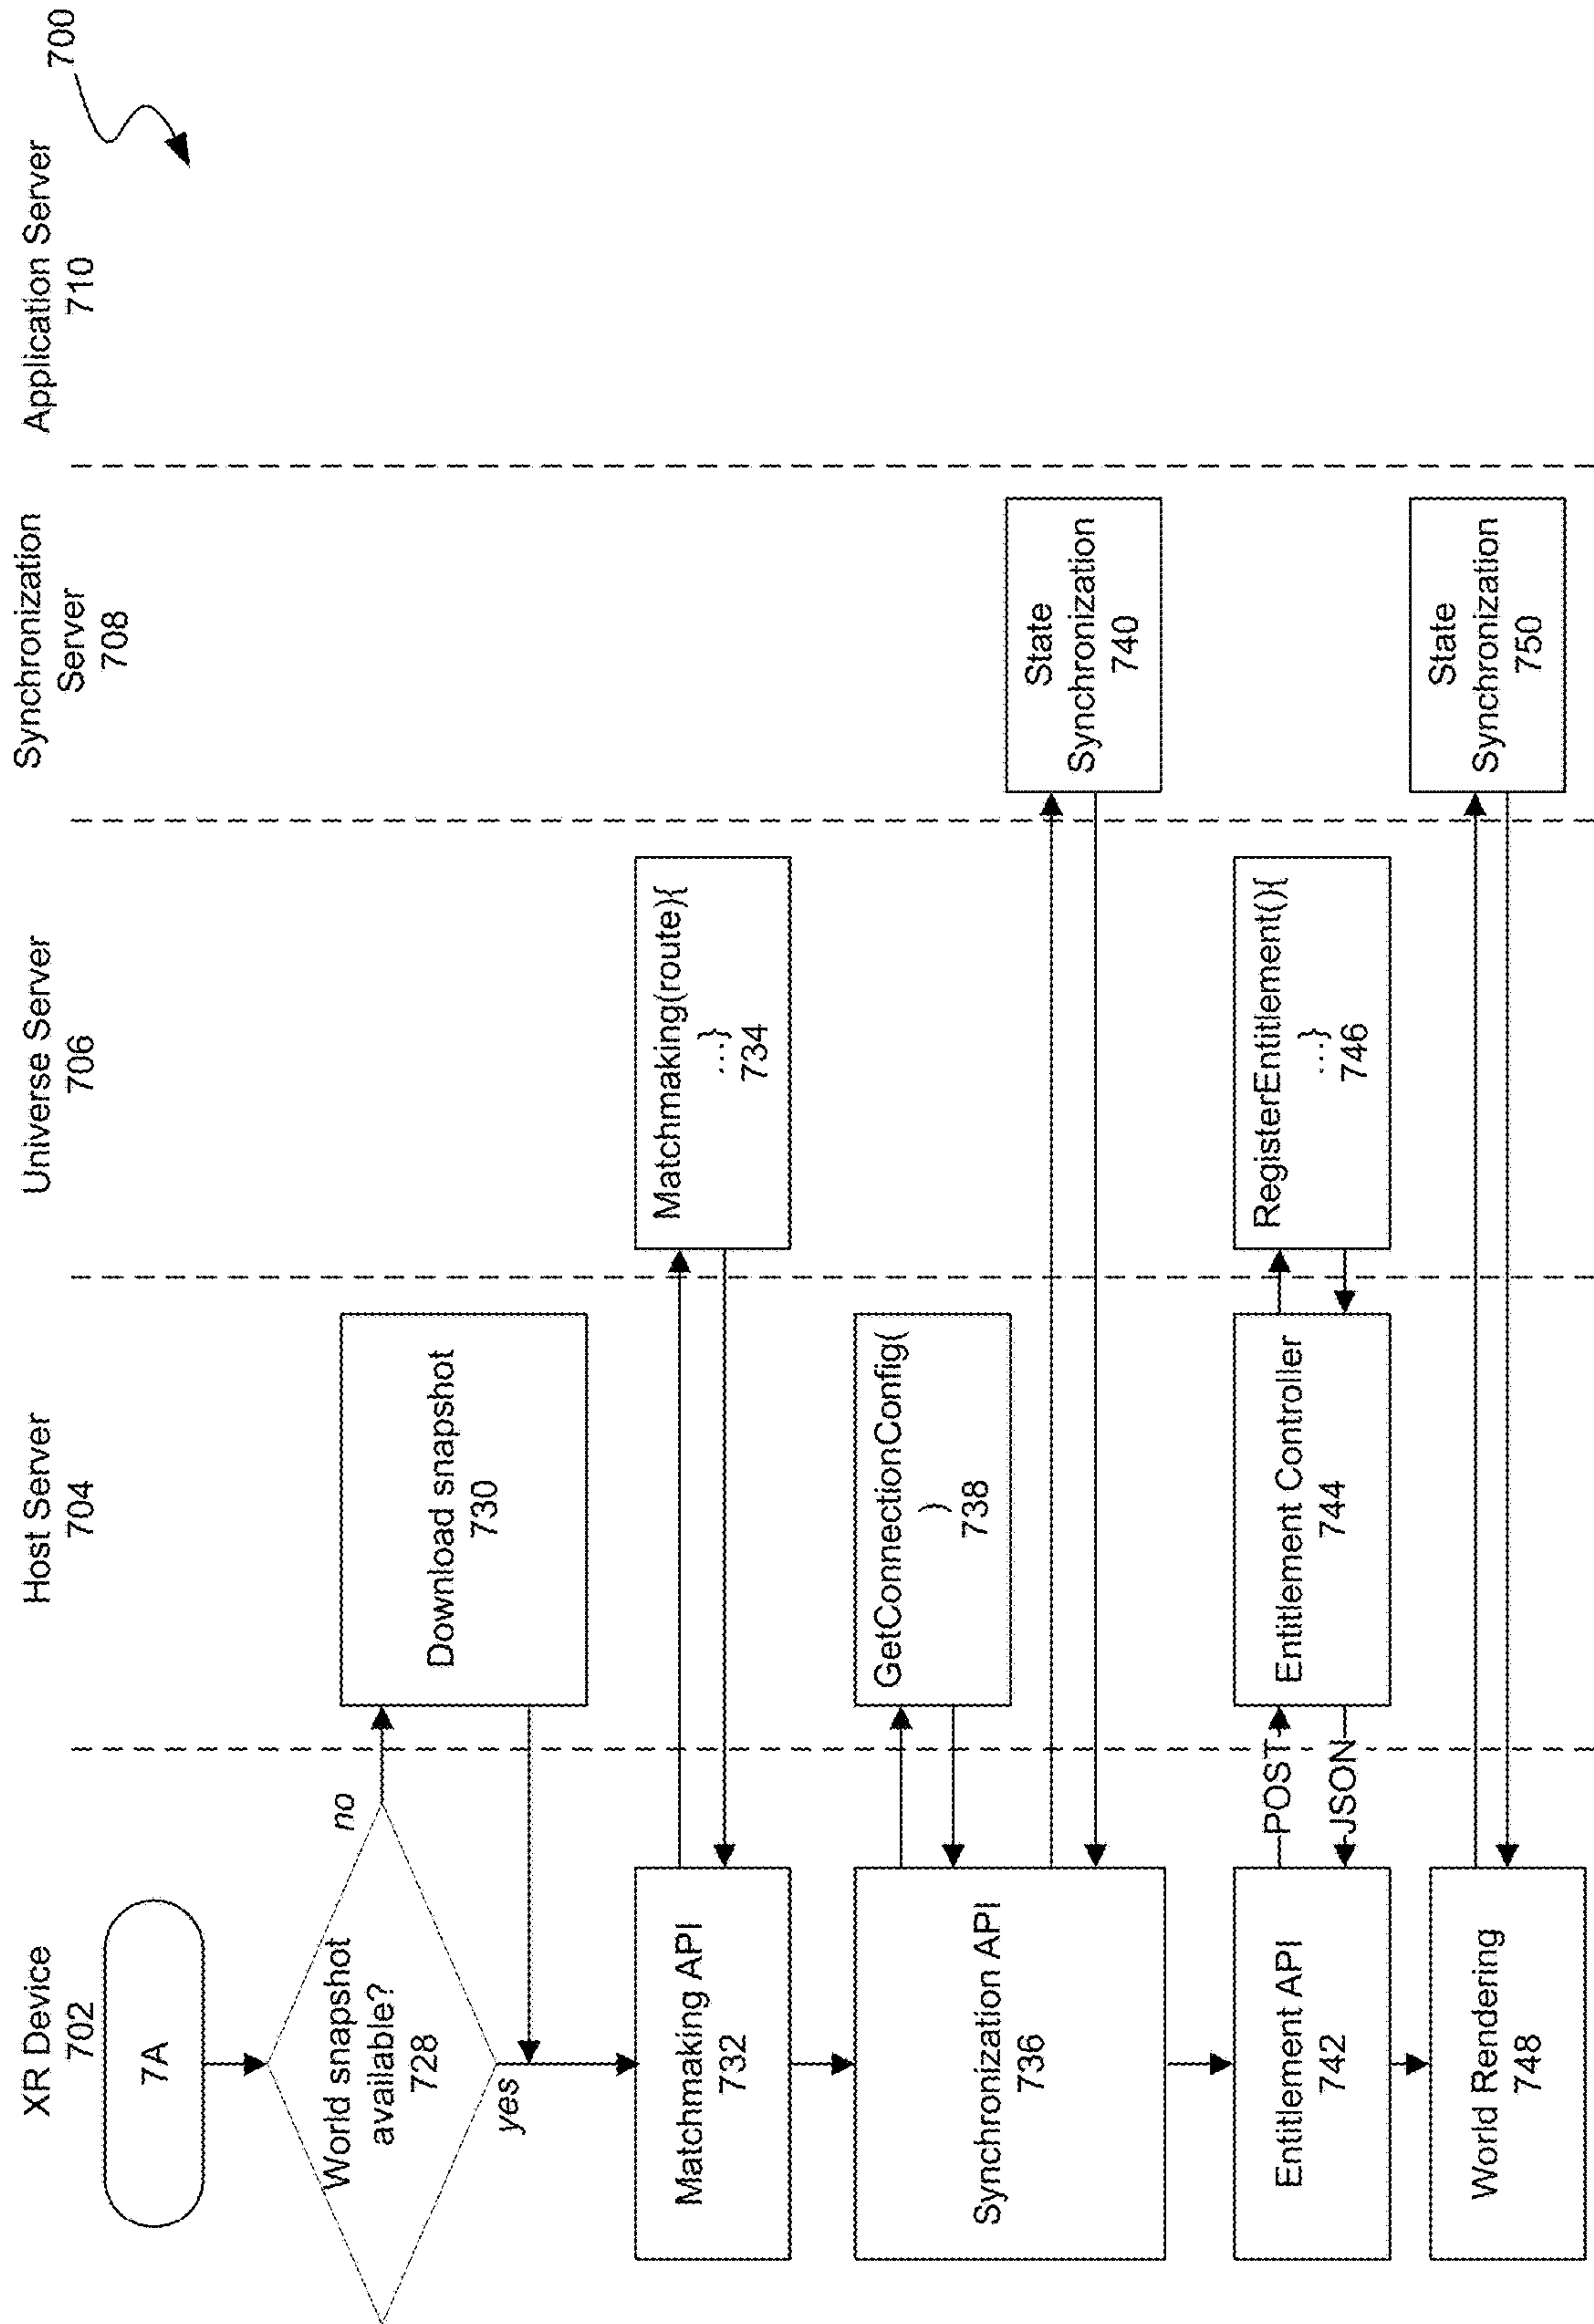 XR Device
702
Host Server
704
Universe Server
706
Synchronization
Server
708
Application Server
710
700
7A
World snapshot
available?
728
no
yes
Download snapshot
730
Matchmaking API
732
Matchmaking(route){
...}
734
Synchronization API
736
GetConnectionConfig(
)
738
State
Synchronization
740
Entitlement API
742
POST
JSON
Entitlement Controller
744
RegisterEntitlement(){
...}
746
World Rendering
748
State
Synchronization
750